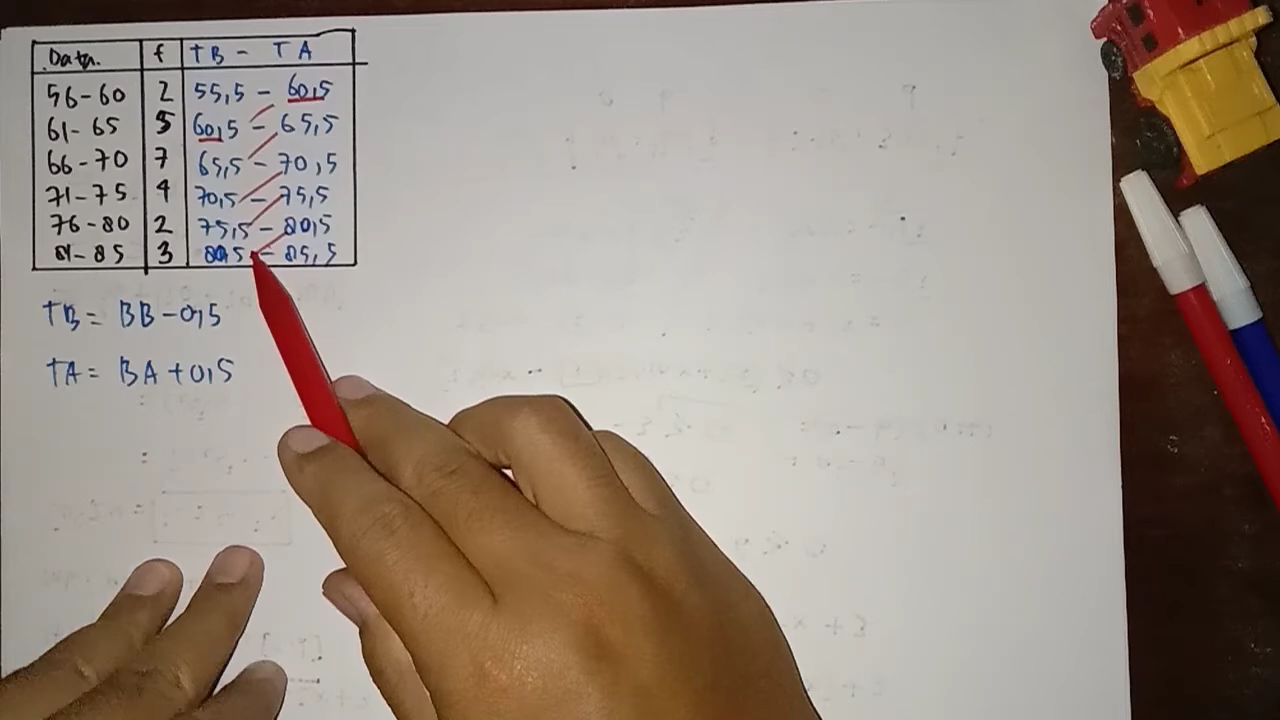 Data. f TB - TA
56-60 2 55,5 - 60,5
61-65 5 60,5 - 65,5
66-70 7 65,5 - 70,5
71-75 4 70,5 - 75,5
76-80 2 75,5 - 80,5
81-85 3 80,5 - 85,5
TB = BB - 0,5
TA = BA + 0,5